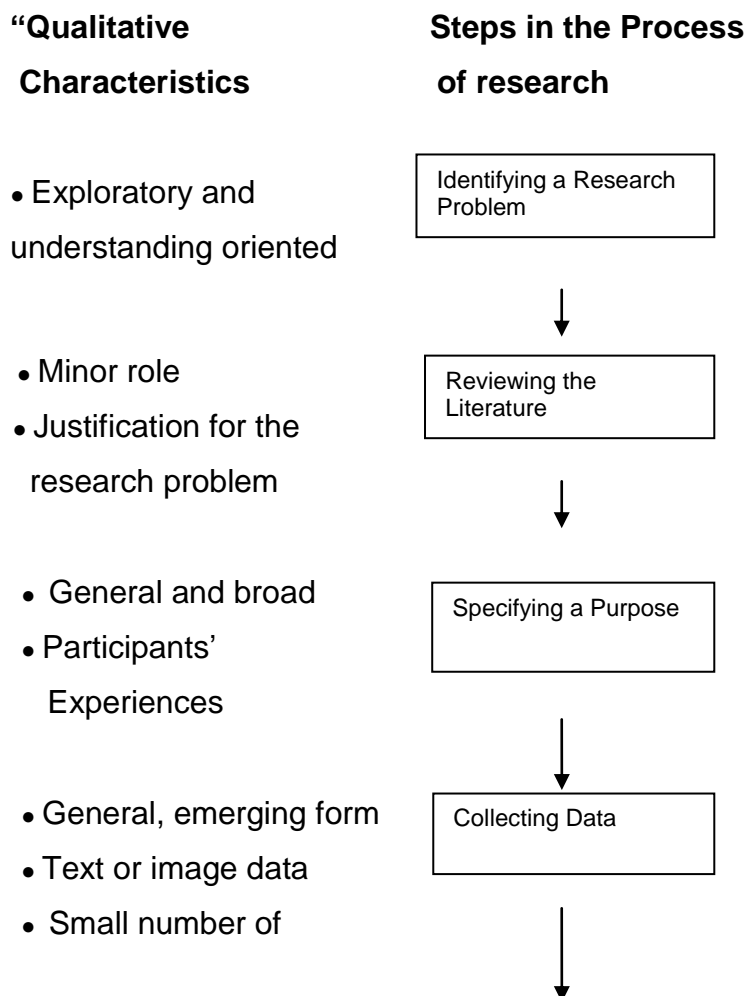 “Qualitative Steps in the Process
Characteristics of research
• Exploratory and
understanding oriented
Identifying a Research
Problem
• Minor role
• Justification for the
research problem
Reviewing the
Literature
• General and broad
• Participants’
Experiences
Specifying a Purpose
• General, emerging form
• Text or image data
• Small number of
Collecting Data